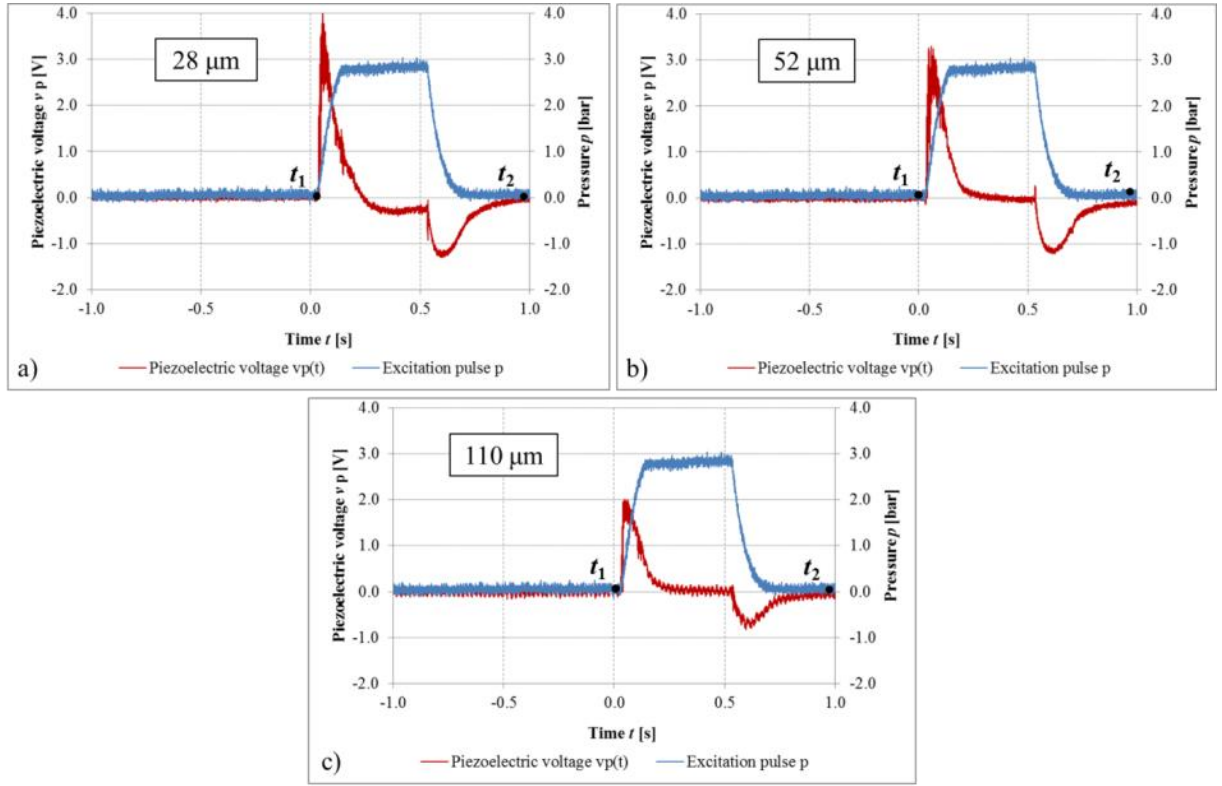 4.0
3.0
2.0
1.0
0.0
-1.0
-2.0
Piezoelectric voltage v p [V]
28 μm
t1
t2
4.0
3.0
2.0
1.0
0.0
-1.0
-2.0
Pressure p [bar]
-1.0 -0.5 0.0 0.5 1.0
Time t [s]
Piezoelectric voltage vp(t) Excitation pulse p
a)
4.0
3.0
2.0
1.0
0.0
-1.0
-2.0
Piezoelectric voltage v p [V]
52 μm
t1
t2
4.0
3.0
2.0
1.0
0.0
-1.0
-2.0
Pressure p [bar]
-1.0 -0.5 0.0 0.5 1.0
Time t [s]
Piezoelectric voltage vp(t) Excitation pulse p
b)
4.0
3.0
2.0
1.0
0.0
-1.0
-2.0
Piezoelectric voltage v p [V]
110 μm
t1
t2
4.0
3.0
2.0
1.0
0.0
-1.0
-2.0
Pressure p [bar]
-1.0 -0.5 0.0 0.5 1.0
Time t [s]
Piezoelectric voltage vp(t) Excitation pulse p
c)